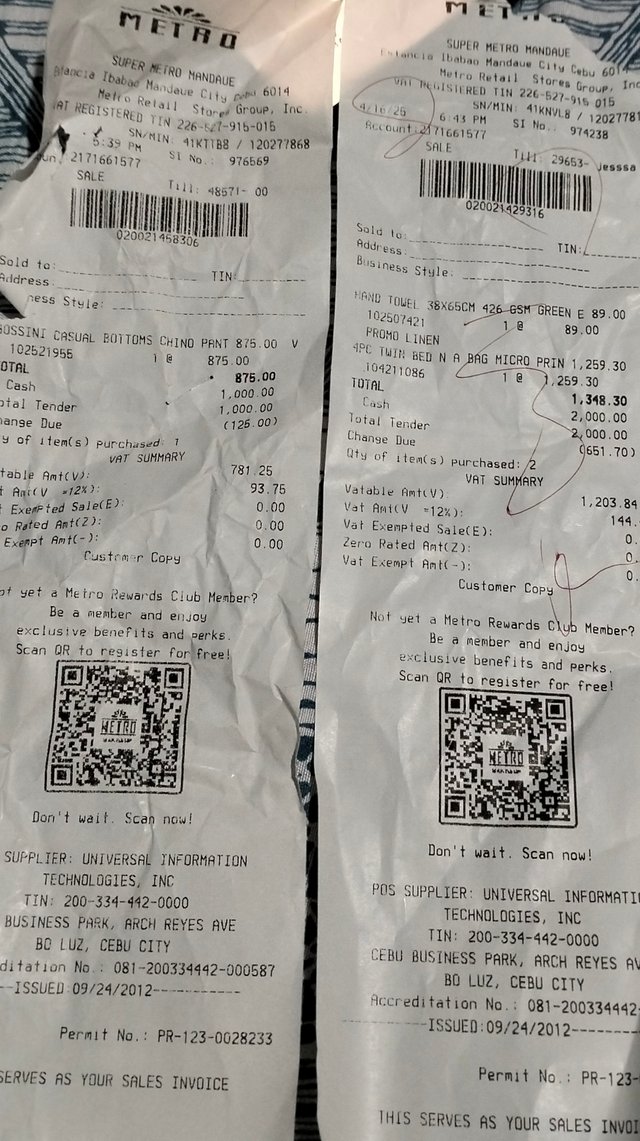 METRO
SUPER METRO MANDAUE
Estancia Ibabao Mandaue City Cebu 6014
Metro Retail Stores Group, Inc.
VAT REGISTERED TIN 226-527-915-015
SN/MIN: 41KT1B8 / 120277868
5:39 PM SI No.: 976569
2171661577
SALE
Till: 48571- 00
020021458306
Sold to:
TIN:
Address
ness Style:
BOSSINI CASUAL BOTTOMS CHINO PANT 875.00 V
102521955 1 @ 875.00
OTAL 875.00
Cash 1,000.00
otal Tender 1,000.00
hange Due (125.00)
y of item(s) purchased: 1
VAT SUMMARY
table Amt(V): 781.25
t Amt(V =12%): 93.75
t Exempted Sale(E): 0.00
o Rated Amt(Z): 0.00
Exempt Amt(-): 0.00
Customer Copy
ot yet a Metro Rewards Club Member?
Be a member and enjoy
exclusive benefits and perks.
Scan QR to register for free!
METRO
Don't wait. Scan now!
SUPPLIER: UNIVERSAL INFORMATION
TECHNOLOGIES, INC
TIN: 200-334-442-0000
BUSINESS PARK, ARCH REYES AVE
BO LUZ, CEBU CITY
ditation No.: 081-200334442-000587
--ISSUED:09/24/2012-----------
Permit No.: PR-123-0028233
SERVES AS YOUR SALES INVOICE
METRO
SUPER METRO MANDAUE
Estancia Ibabao Mandaue City Cebu 6014
Metro Retail Stores Group, Inc
VAT REGISTERED TIN 226-527-915 015
SN/MIN: 41KNVL8 / 1202778
4/16/25 6:43 PM SI No.: 974238
Account: 2171661577
SALE
Till: 29653- jesssa
020021429316
Sold to:
TIN:
Address
Business Style:
HAND TOWEL 38X65CM 426 GSM GREEN E 89.00
102507421 1 @ 89.00
PROMO LINEN
4PC TWIN BED N A BAG MICRO PRIN 1,259.30
104211086 1 @ 1,259.30
TOTAL 1,348.30
Cash 2,000.00
Total Tender 2,000.00
Change Due (651.70)
Qty of item(s) purchased: 2
VAT SUMMARY
Vatable Amt(V): 1,203.84
Vat Amt(V =12%): 144.
Vat Exempted Sale(E): 0.
Zero Rated Amt(Z): 0.
Vat Exempt Amt(-): 0.
Customer Copy
Not yet a Metro Rewards Club Member?
Be a member and enjoy
exclusive benefits and perks.
Scan QR to register for free!
METRO
Don't wait. Scan now!
POS SUPPLIER: UNIVERSAL INFORMATIO
TECHNOLOGIES, INC
TIN: 200-334-442-0000
CEBU BUSINESS PARK, ARCH REYES AV
BO LUZ, CEBU CITY
Accreditation No.: 081-200334442-
-----------ISSUED:09/24/2012-------
Permit No.: PR-123-
THIS SERVES AS YOUR SALES INVOI